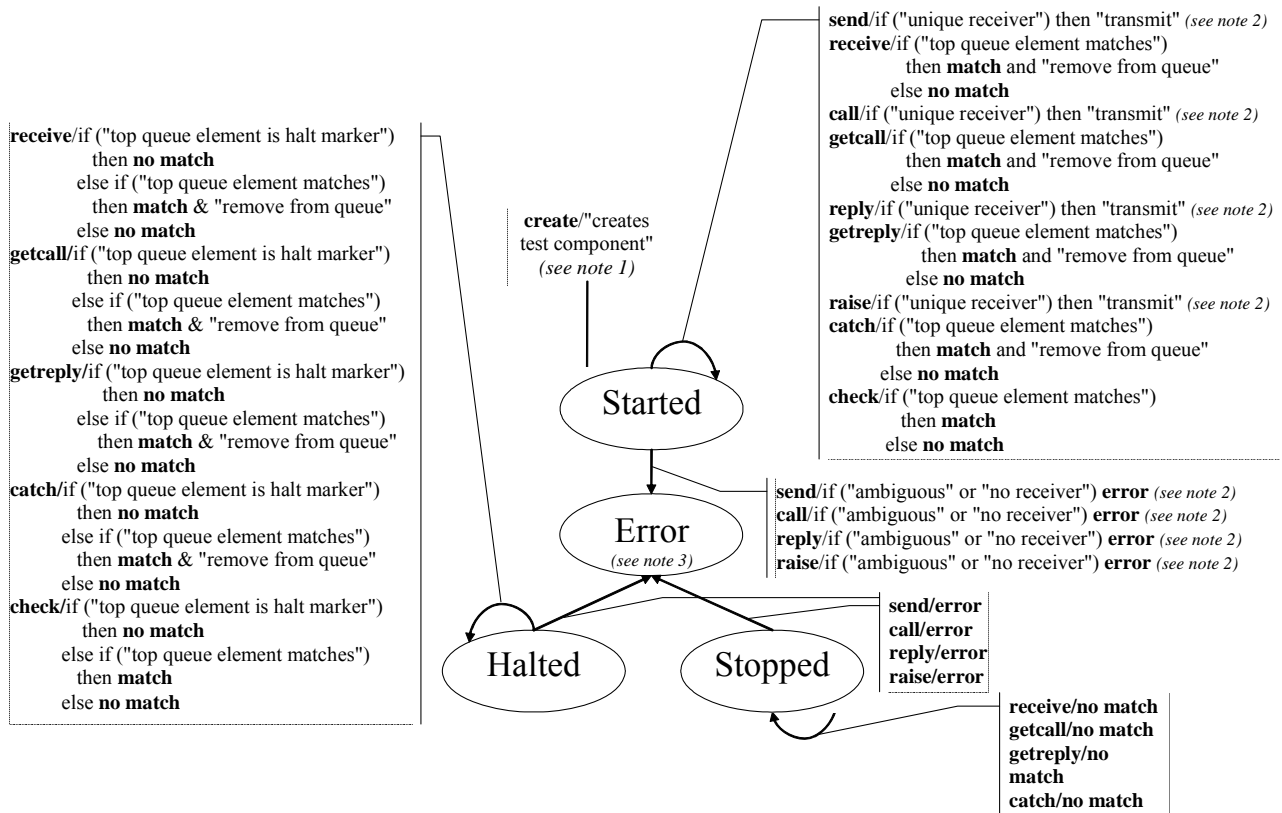 send/if ("unique receiver") then "transmit" (see note 2)
receive/if ("top queue element matches")
then match and "remove from queue"
else no match
call/if ("unique receiver") then "transmit" (see note 2)
getcall/if ("top queue element matches")
then match and "remove from queue"
else no match
reply/if ("unique receiver") then "transmit" (see note 2)
getreply/if ("top queue element matches")
then match and "remove from queue"
else no match
raise/if ("unique receiver") then "transmit" (see note 2)
catch/if ("top queue element matches")
then match and "remove from queue"
else no match
check/if ("top queue element matches")
then match
else no match
receive/if ("top queue element is halt marker")
then no match
else if ("top queue element matches")
then match & "remove from queue"
else no match
getcall/if ("top queue element is halt marker")
then no match
else if ("top queue element matches")
then match & "remove from queue"
else no match
getreply/if ("top queue element is halt marker")
then no match
else if ("top queue element matches")
then match & "remove from queue"
else no match
catch/if ("top queue element is halt marker")
then no match
else if ("top queue element matches")
then match & "remove from queue"
else no match
check/if ("top queue element is halt marker")
then no match
else if ("top queue element matches")
then match
else no match
create/"creates
test component"
(see note 1)
Started
send/if ("ambiguous" or "no receiver") error (see note 2)
call/if ("ambiguous" or "no receiver") error (see note 2)
reply/if ("ambiguous" or "no receiver") error (see note 2)
raise/if ("ambiguous" or "no receiver") error (see note 2)
Error
(see note 3)
send/error
call/error
reply/error
raise/error
Halted
Stopped
receive/no match
getcall/no match
getreply/no
match
catch/no match